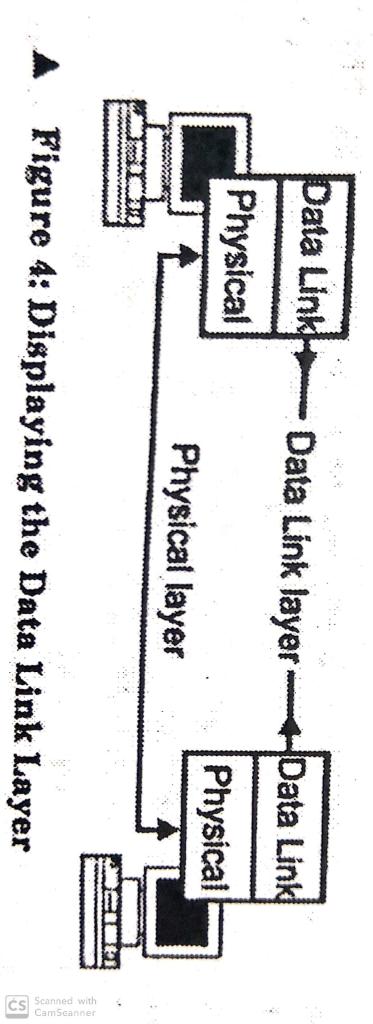 Data Link
Physical
Data Link layer
Physical layer
Data Link
Physical
▲ Figure 4: Displaying the Data Link Layer
CS Scanned with
CamScanner